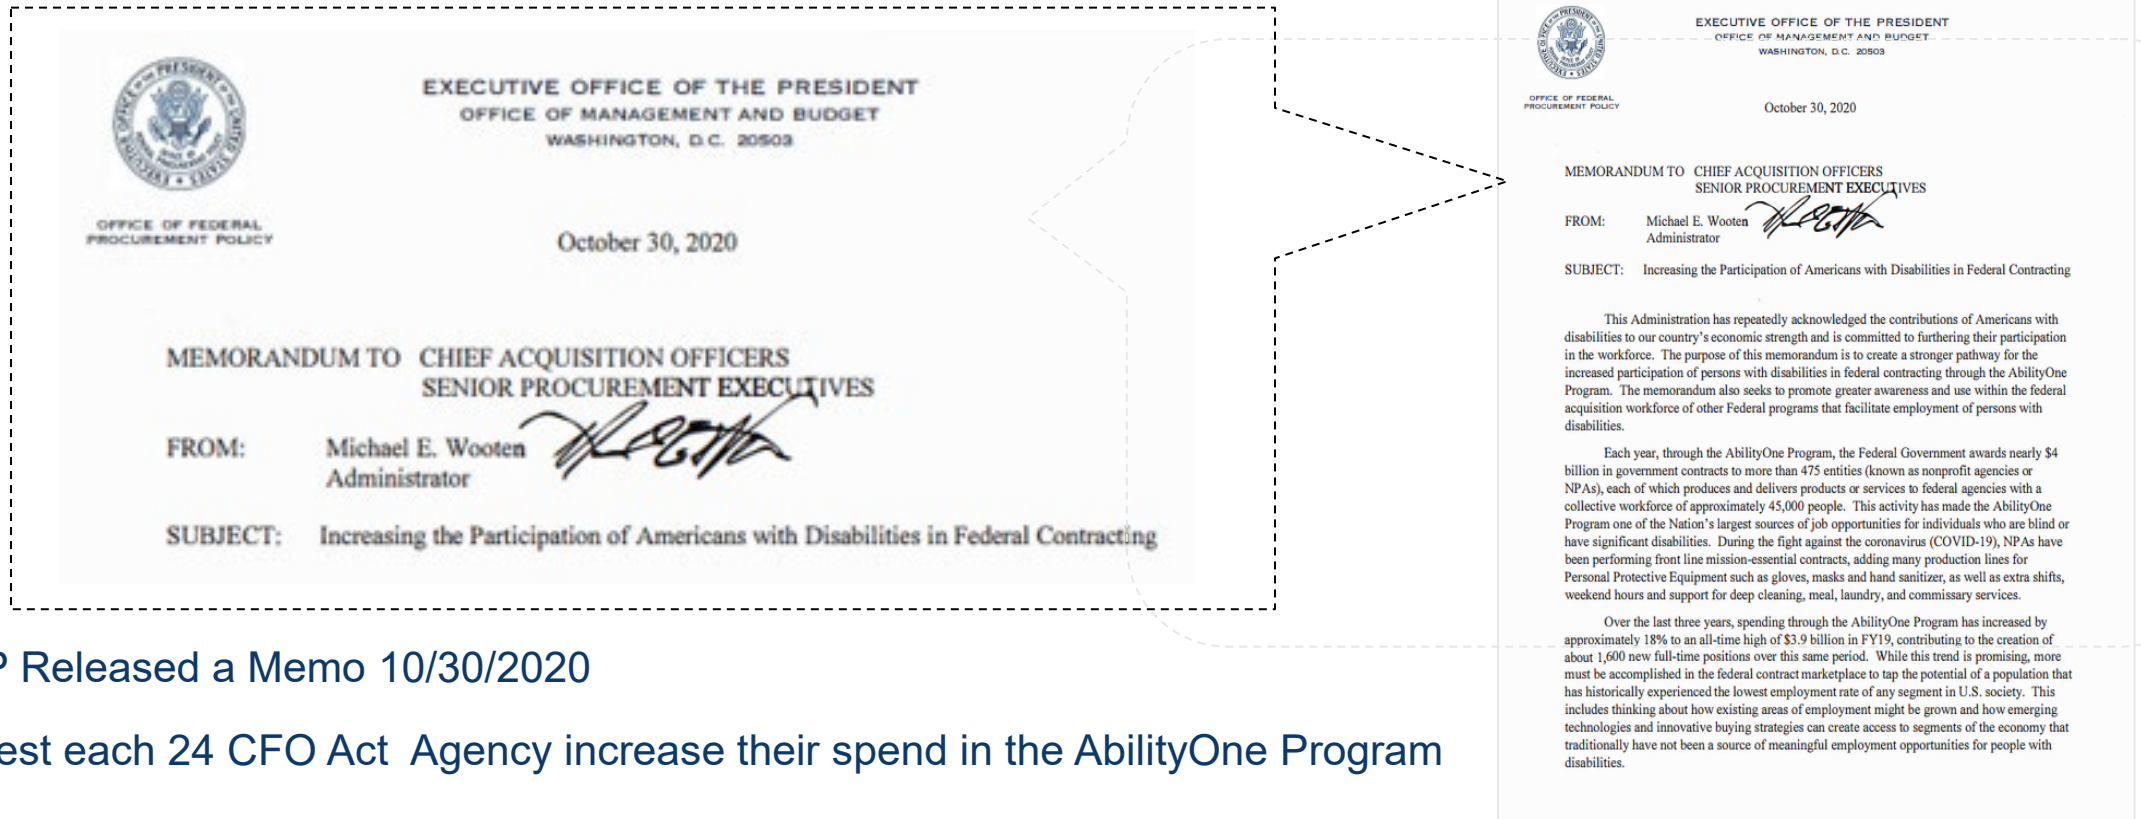 EXECUTIVE OFFICE OF THE PRESIDENT
OFFICE OF MANAGEMENT AND BUDGET
WASHINGTON, D.C. 20503
OFFICE OF FEDERAL
PROCUREMENT POLICY
October 30, 2020
MEMORANDUM TO CHIEF ACQUISITION OFFICERS
SENIOR PROCUREMENT EXECUTIVES
FROM: Michael E. Wooten
Administrator
SUBJECT: Increasing the Participation of Americans with Disabilities in Federal Contracting
P Released a Memo 10/30/2020
est each 24 CFO Act  Agency increase their spend in the AbilityOne Program
EXECUTIVE OFFICE OF THE PRESIDENT
OFFICE OF MANAGEMENT AND BUDGET
WASHINGTON, D.C. 20503
OFFICE OF FEDERAL
PROCUREMENT POLICY
October 30, 2020
MEMORANDUM TO CHIEF ACQUISITION OFFICERS
SENIOR PROCUREMENT EXECUTIVES
FROM: Michael E. Wooten
Administrator
SUBJECT: Increasing the Participation of Americans with Disabilities in Federal Contracting
This Administration has repeatedly acknowledged the contributions of Americans with
disabilities to our country's economic strength and is committed to furthering their participation
in the workforce. The purpose of this memorandum is to create a stronger pathway for the
increased participation of persons with disabilities in federal contracting through the AbilityOne
Program. The memorandum also seeks to promote greater awareness and use within the federal
acquisition workforce of other Federal programs that facilitate employment of persons with
disabilities.
Each year, through the AbilityOne Program, the Federal Government awards nearly $4
billion in government contracts to more than 475 entities (known as nonprofit agencies or
NPAs), each of which produces and delivers products or services to federal agencies with a
collective workforce of approximately 45,000 people. This activity has made the AbilityOne
Program one of the Nation's largest sources of job opportunities for individuals who are blind or
have significant disabilities. During the fight against the coronavirus (COVID-19), NPAs have
been performing front line mission-essential contracts, adding many production lines for
Personal Protective Equipment such as gloves, masks and hand sanitizer, as well as extra shifts,
weekend hours and support for deep cleaning, meal, laundry, and commissary services.
Over the last three years, spending through the AbilityOne Program has increased by
approximately 18% to an all-time high of $3.9 billion in FY19, contributing to the creation of
about 1,600 new full-time positions over this same period. While this trend is promising, more
must be accomplished in the federal contract marketplace to tap the potential of a population that
has historically experienced the lowest employment rate of any segment in U.S. society. This
includes thinking about how existing areas of employment might be grown and how emerging
technologies and innovative buying strategies can create access to segments of the economy that
traditionally have not been a source of meaningful employment opportunities for people with
disabilities.